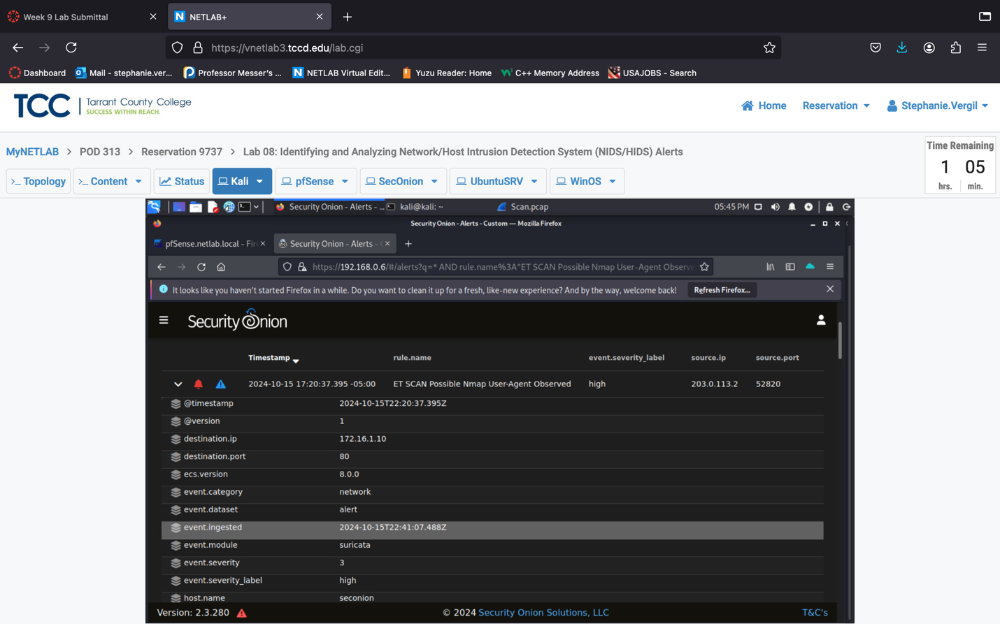 Week 9 Lab Submittal
NETLAB+
https://vnetlab3.tccd.edu/lab.cgi
Dashboard Mail - stephanie.ver... Professor Messer's ... NETLAB Virtual Edit... Yuzu Reader: Home C++ Memory Address USAJOBS - Search
TCC Tarrant County College
SUCCESS WITHIN REACH.
Home Reservation Stephanie.Vergil
MyNETLAB > POD 313 > Reservation 9737 > Lab 08: Identifying and Analyzing Network/Host Intrusion Detection System (NIDS/HIDS) Alerts
Time Remaining
1 05
hrs. min.
>_ Topology >_ Content Status Kali pfSense SecOnion UbuntuSRV WinOS
Security Onion - Alerts - ... kali@kali: ~ Scan.pcap 05:45 PM
Security Onion - Alerts - Custom — Mozilla Firefox
pfSense.netlab.local - Fire Security Onion - Alerts -
https://192.168.0.6/#/alerts?q=* AND rule.name%3A"ET SCAN Possible Nmap User-Agent Observe
It looks like you haven't started Firefox in a while. Do you want to clean it up for a fresh, like-new experience? And by the way, welcome back! Refresh Firefox...
Security Onion
Timestamp rule.name event.severity_label source.ip source.port
2024-10-15 17:20:37.395 -05:00 ET SCAN Possible Nmap User-Agent Observed high 203.0.113.2 52820
@timestamp 2024-10-15T22:20:37.395Z
@version 1
destination.ip 172.16.1.10
destination.port 80
ecs.version 8.0.0
event.category network
event.dataset alert
event.ingested 2024-10-15T22:41:07.488Z
event.module suricata
event.severity 3
event.severity_label high
host.name seconion
Version: 2.3.280 © 2024 Security Onion Solutions, LLC T&C's